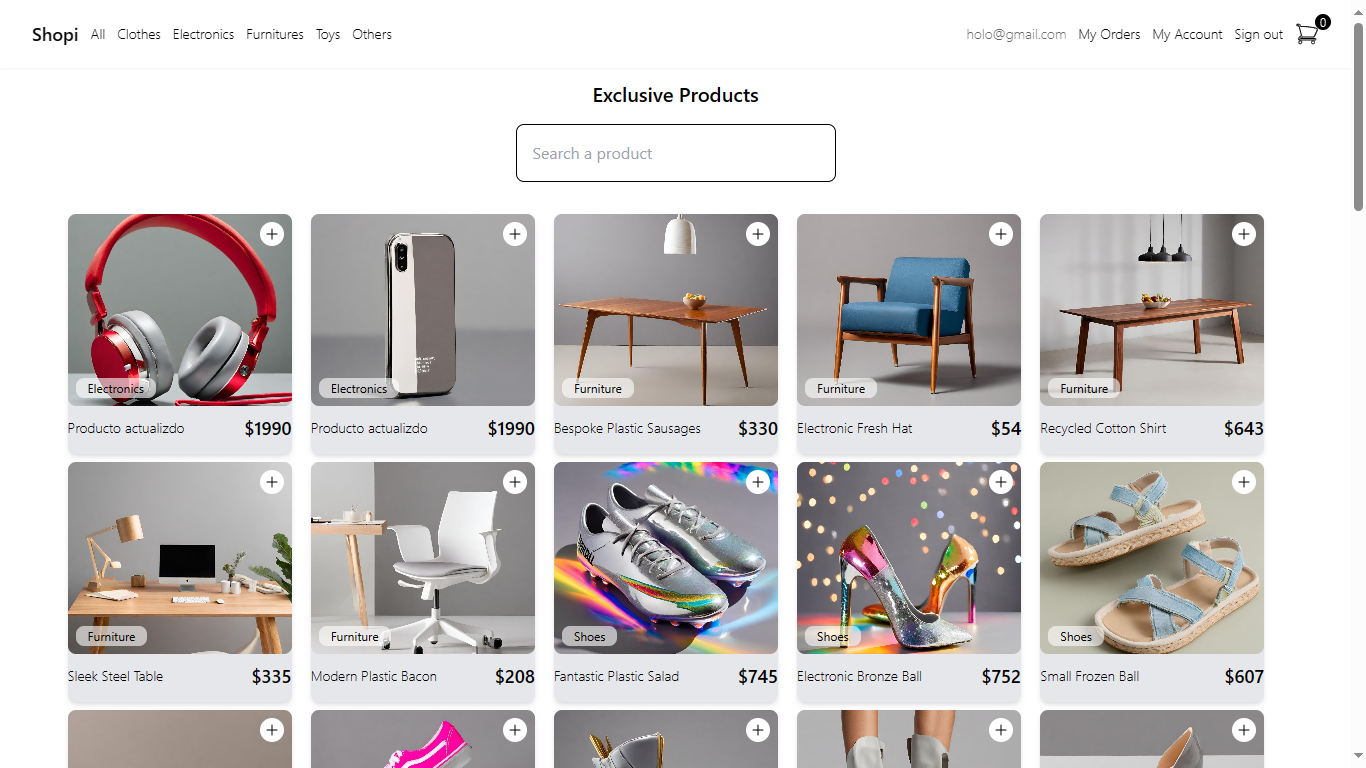 Shopi All Clothes Electronics Furnitures Toys Others holo@gmail.com My Orders My Account Sign out 0
Exclusive Products
Search a product
Electronics
Electronics
Furniture
Furniture
Furniture
Producto actualizdo $1990
Producto actualizdo $1990
Bespoke Plastic Sausages $330
Electronic Fresh Hat $54
Recycled Cotton Shirt $643
Furniture
Furniture
Shoes
Shoes
Shoes
Sleek Steel Table $335
Modern Plastic Bacon $208
Fantastic Plastic Salad $745
Electronic Bronze Ball $752
Small Frozen Ball $607